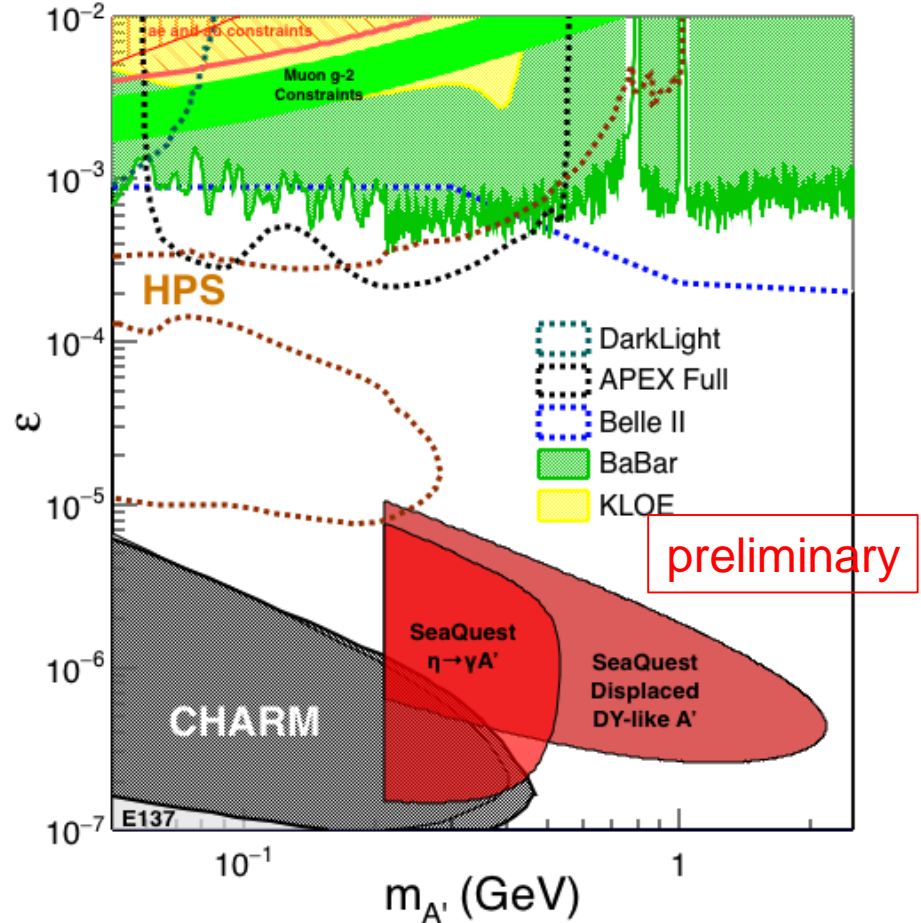 10⁻²
ae and au constraints
Muon g-2
Constraints
10⁻³
HPS
10⁻⁴
DarkLight
APEX Full
Belle II
BaBar
KLOE
ε
10⁻⁵
preliminary
SeaQuest
η→γA'
SeaQuest
Displaced
DY-like A'
10⁻⁶
CHARM
E137
10⁻⁷
10⁻¹
1
m_A' (GeV)